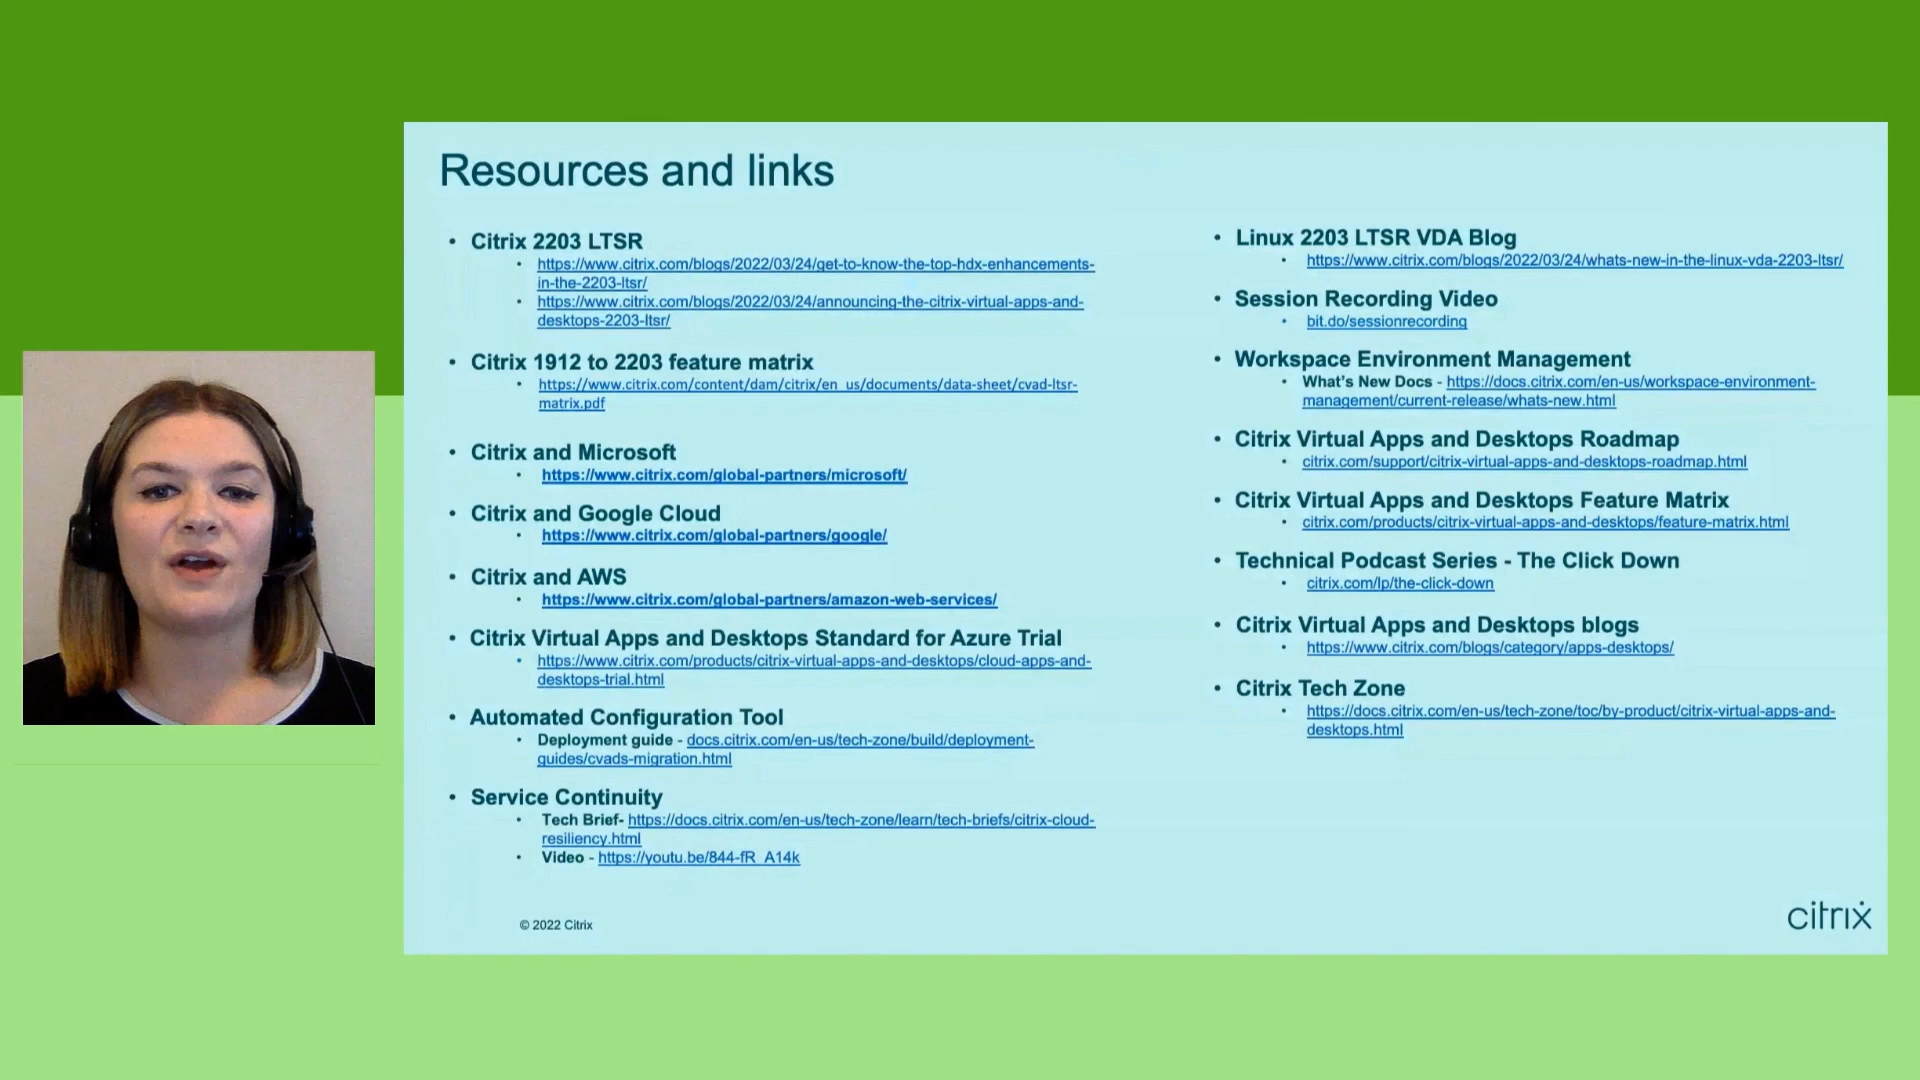 Resources and links
• Citrix 2203 LTSR
• https://www.citrix.com/blogs/2022/03/24/get-to-know-the-top-hdx-enhancements-
in-the-2203-ltsr/
• https://www.citrix.com/blogs/2022/03/24/announcing-the-citrix-virtual-apps-and-
desktops-2203-ltsr/
• Citrix 1912 to 2203 feature matrix
• https://www.citrix.com/content/dam/citrix/en_us/documents/data-sheet/cvad-ltsr-
matrix.pdf
• Citrix and Microsoft
• https://www.citrix.com/global-partners/microsoft/
• Citrix and Google Cloud
• https://www.citrix.com/global-partners/google/
• Citrix and AWS
• https://www.citrix.com/global-partners/amazon-web-services/
• Citrix Virtual Apps and Desktops Standard for Azure Trial
• https://www.citrix.com/products/citrix-virtual-apps-and-desktops/cloud-apps-and-
desktops-trial.html
• Automated Configuration Tool
• Deployment guide - docs.citrix.com/en-us/tech-zone/build/deployment-
guides/cvads-migration.html
• Service Continuity
• Tech Brief- https://docs.citrix.com/en-us/tech-zone/learn/tech-briefs/citrix-cloud-
resiliency.html
• Video - https://youtu.be/844-fR_A14k
• Linux 2203 LTSR VDA Blog
• https://www.citrix.com/blogs/2022/03/24/whats-new-in-the-linux-vda-2203-ltsr/
• Session Recording Video
• bit.do/sessionrecording
• Workspace Environment Management
• What's New Docs - https://docs.citrix.com/en-us/workspace-environment-
management/current-release/whats-new.html
• Citrix Virtual Apps and Desktops Roadmap
• citrix.com/support/citrix-virtual-apps-and-desktops-roadmap.html
• Citrix Virtual Apps and Desktops Feature Matrix
• citrix.com/products/citrix-virtual-apps-and-desktops/feature-matrix.html
• Technical Podcast Series - The Click Down
• citrix.com/lp/the-click-down
• Citrix Virtual Apps and Desktops blogs
• https://www.citrix.com/blogs/category/apps-desktops/
• Citrix Tech Zone
• https://docs.citrix.com/en-us/tech-zone/toc/by-product/citrix-virtual-apps-and-
desktops.html
© 2022 Citrix
citrix